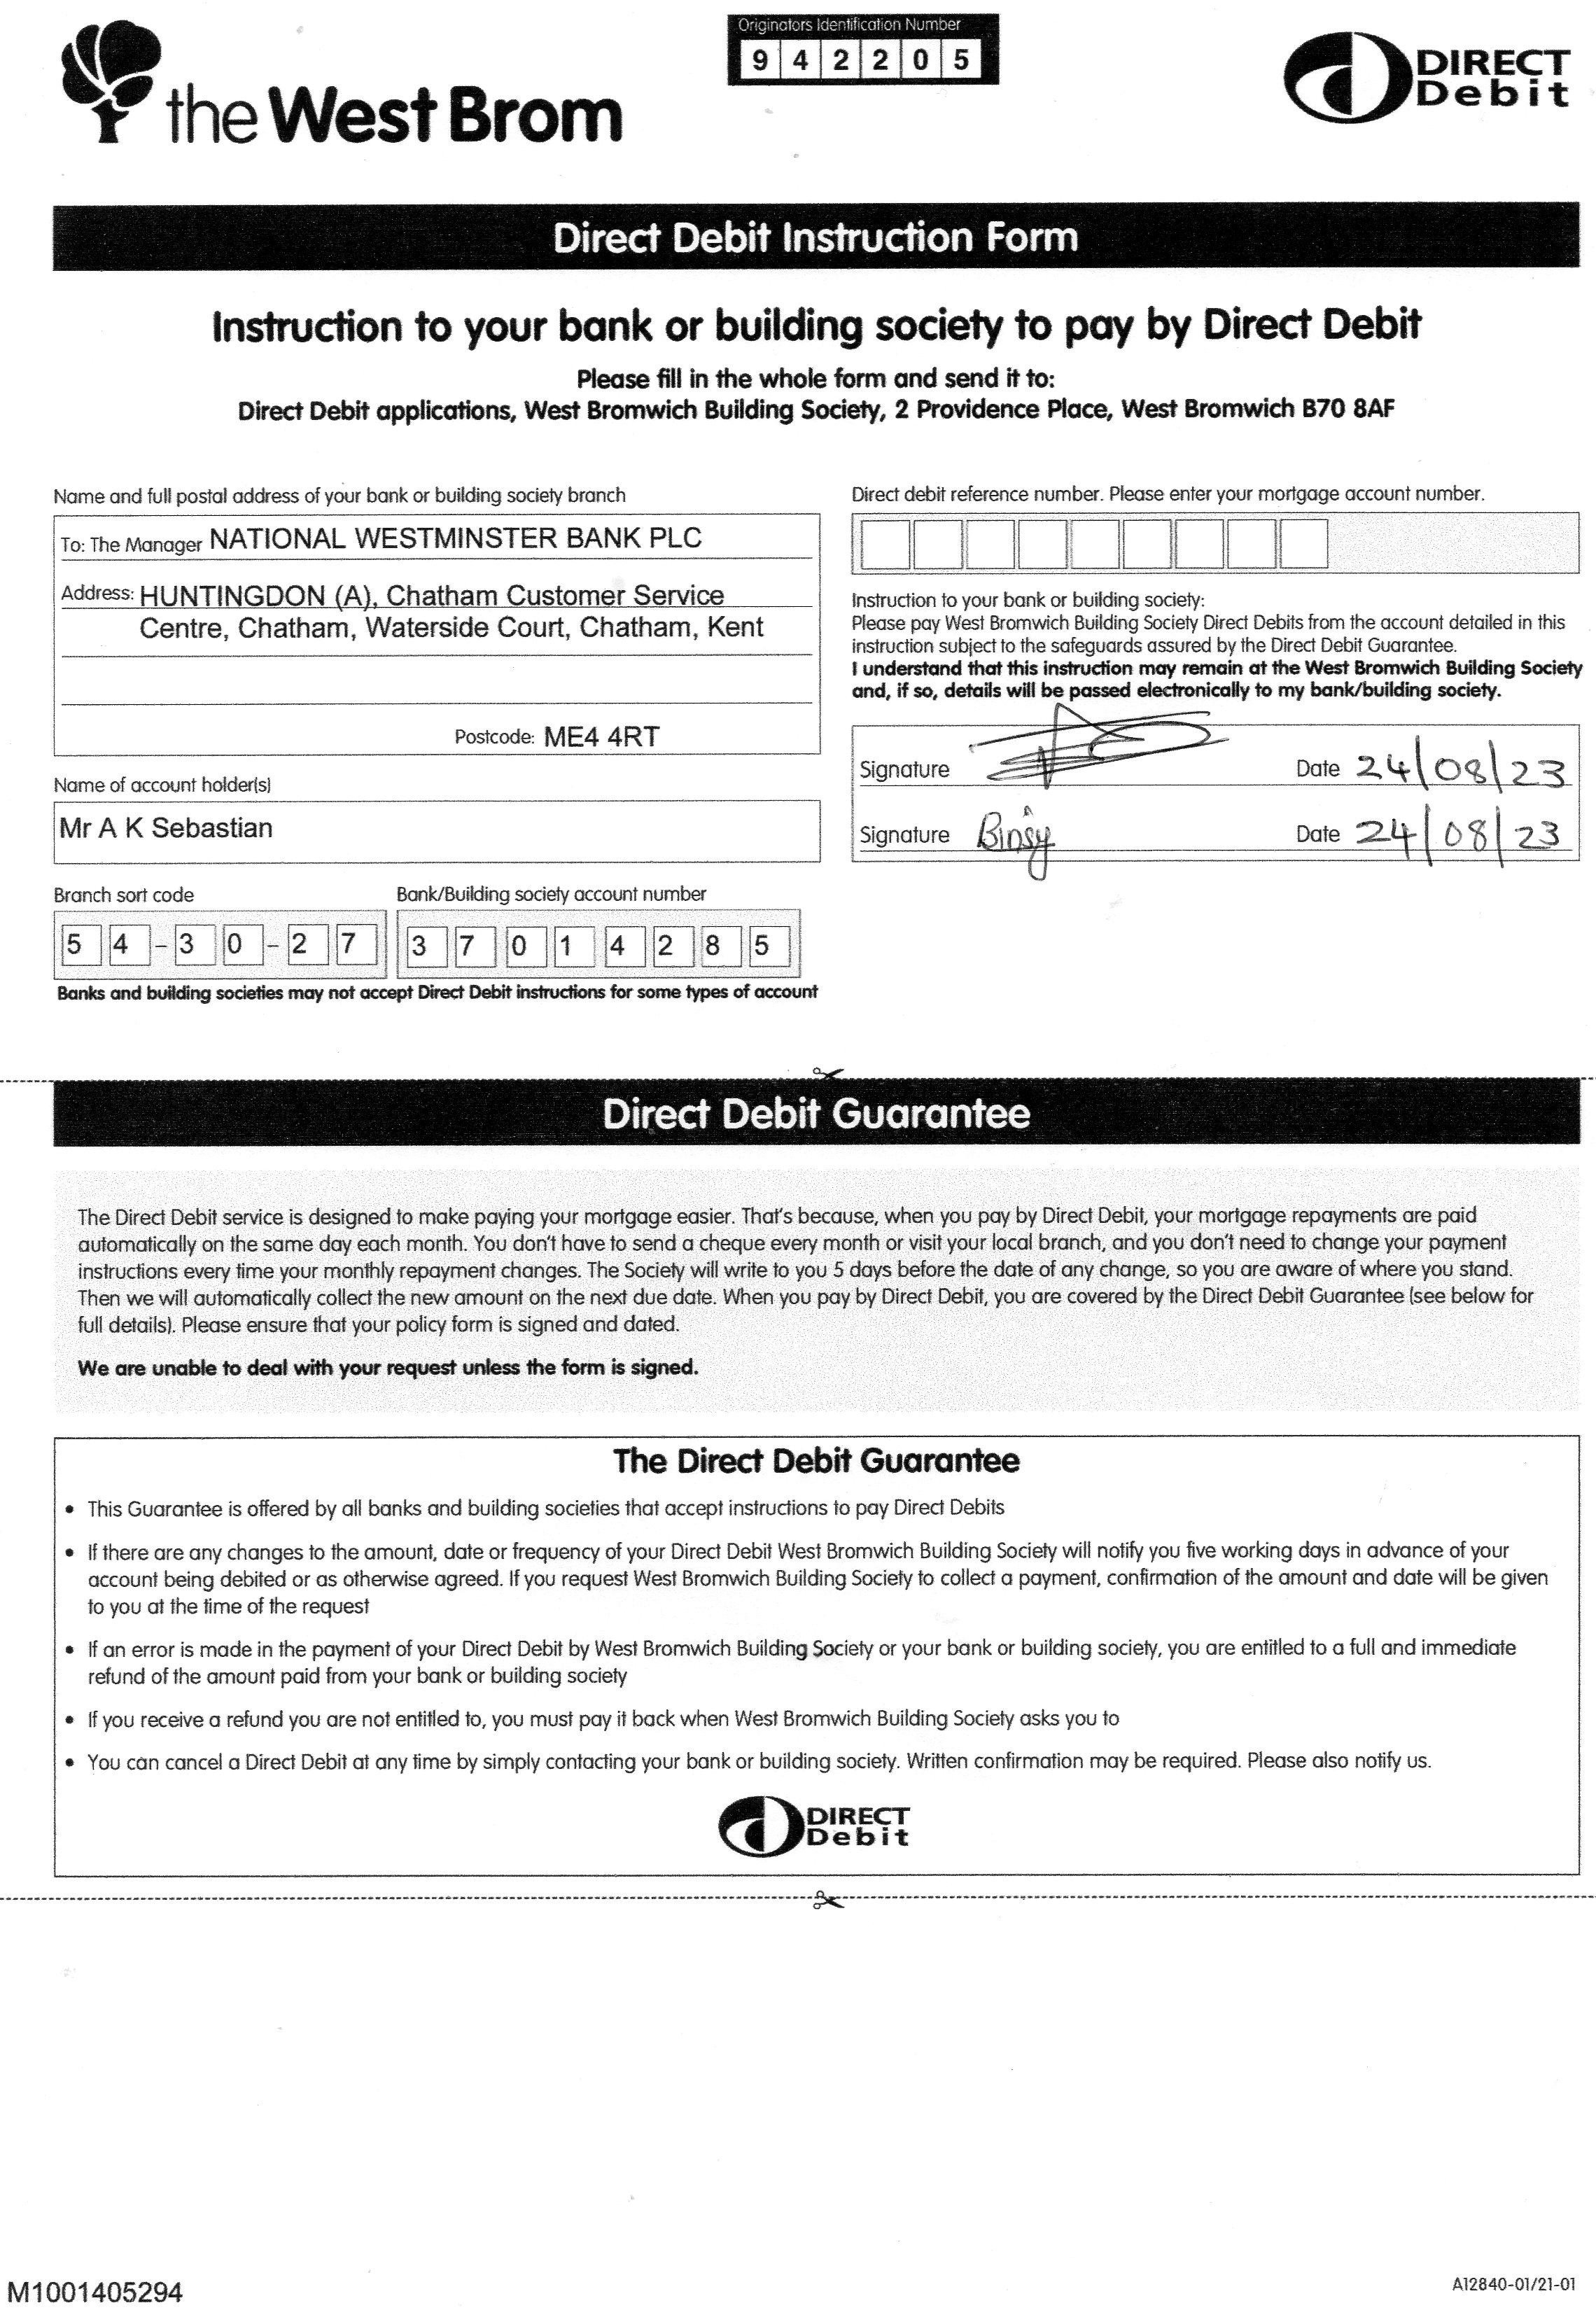 the West Brom
Originators Identification Number
9 4 2 2 0 5
DIRECT
Debit
Direct Debit Instruction Form
Instruction to your bank or building society to pay by Direct Debit
Please fill in the whole form and send it to:
Direct Debit applications, West Bromwich Building Society, 2 Providence Place, West Bromwich B70 8AF
Name and full postal address of your bank or building society branch
To: The Manager NATIONAL WESTMINSTER BANK PLC
Address: HUNTINGDON (A), Chatham Customer Service
Centre, Chatham, Waterside Court, Chatham, Kent
Postcode: ME4 4RT
Name of account holder(s)
Mr A K Sebastian
Branch sort code
5 4 - 3 0 - 2 7
Bank/Building society account number
3 7 0 1 4 2 8 5
Banks and building societies may not accept Direct Debit instructions for some types of account
Direct debit reference number. Please enter your mortgage account number.
Instruction to your bank or building society:
Please pay West Bromwich Building Society Direct Debits from the account detailed in this
instruction subject to the safeguards assured by the Direct Debit Guarantee.
I understand that this instruction may remain at the West Bromwich Building Society
and, if so, details will be passed electronically to my bank/building society.
Signature Date 24/08/23
Signature Binsy Date 24/08/23
Direct Debit Guarantee
The Direct Debit service is designed to make paying your mortgage easier. That's because, when you pay by Direct Debit, your mortgage repayments are paid
automatically on the same day each month. You don't have to send a cheque every month or visit your local branch, and you don't need to change your payment
instructions every time your monthly repayment changes. The Society will write to you 5 days before the date of any change, so you are aware of where you stand.
Then we will automatically collect the new amount on the next due date. When you pay by Direct Debit, you are covered by the Direct Debit Guarantee (see below for
full details). Please ensure that your policy form is signed and dated.
We are unable to deal with your request unless the form is signed.
The Direct Debit Guarantee
• This Guarantee is offered by all banks and building societies that accept instructions to pay Direct Debits
• If there are any changes to the amount, date or frequency of your Direct Debit West Bromwich Building Society will notify you five working days in advance of your
account being debited or as otherwise agreed. If you request West Bromwich Building Society to collect a payment, confirmation of the amount and date will be given
to you at the time of the request
• If an error is made in the payment of your Direct Debit by West Bromwich Building Society or your bank or building society, you are entitled to a full and immediate
refund of the amount paid from your bank or building society
• If you receive a refund you are not entitled to, you must pay it back when West Bromwich Building Society asks you to
• You can cancel a Direct Debit at any time by simply contacting your bank or building society. Written confirmation may be required. Please also notify us.
DIRECT
Debit
M1001405294
A12840-01/21-01